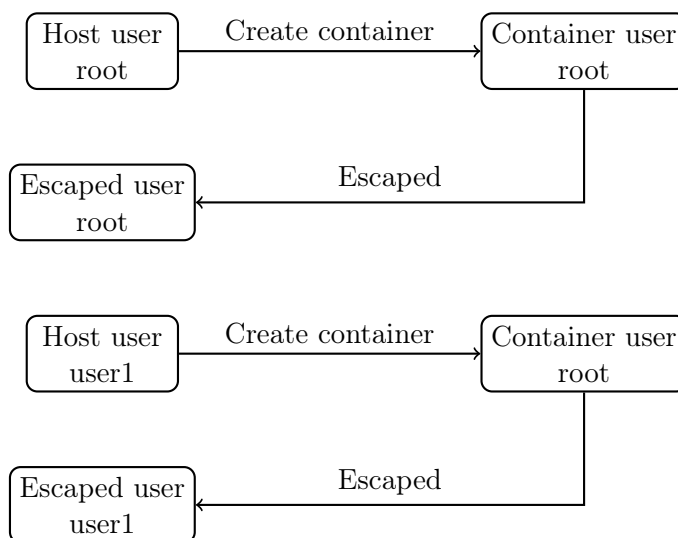 Host user
root
Create container
Container user
root
Escaped user
root
Escaped
Host user
user1
Create container
Container user
root
Escaped user
user1
Escaped